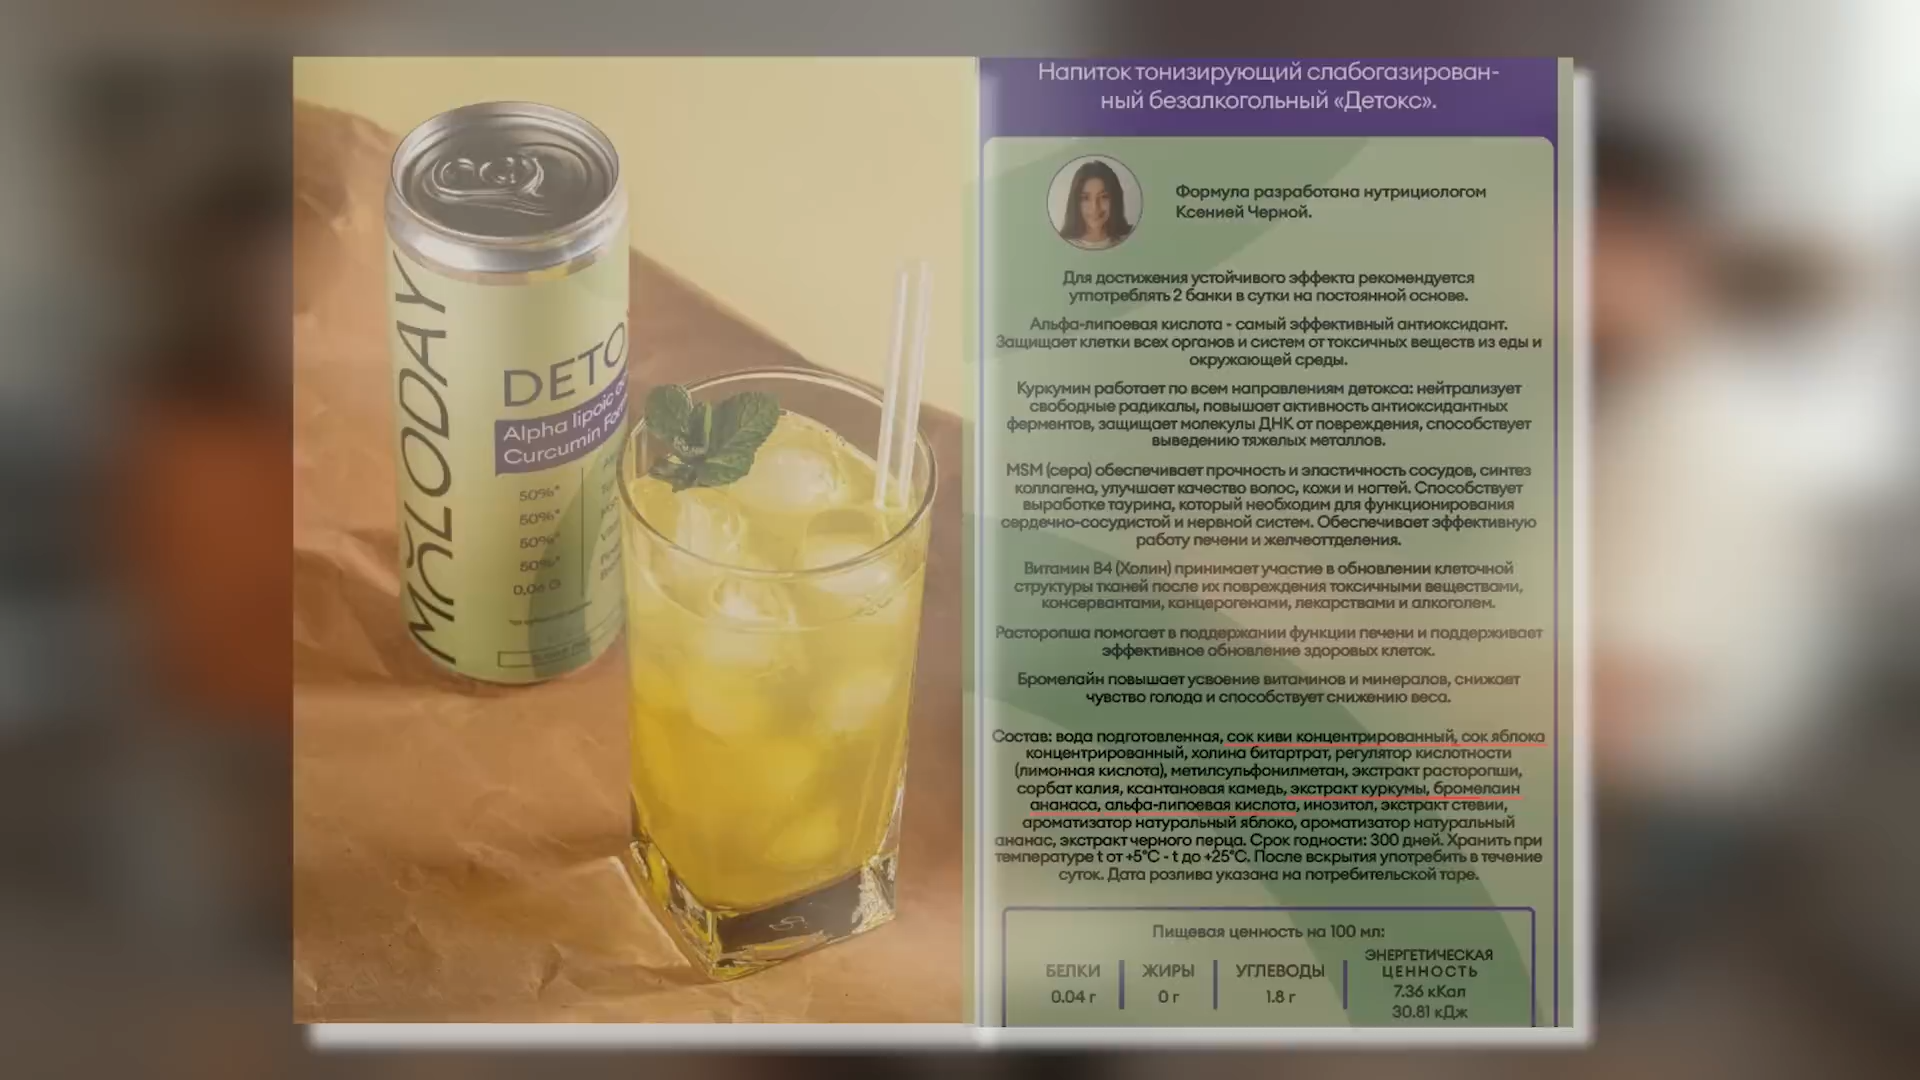 MӑLODAY
DETO
Alpha lipoic
Curcumin
50%*
50%*
50%*
50%*
Напиток тонизирующий слабогазирован-
ный безалкогольный «Детокс».
Формула разработана нутрициологом
Ксенией Черной.
Для достижения устойчивого эффекта рекомендуется
употреблять 2 банки в сутки на постоянной основе.
Альфа-липоевая кислота - самый эффективный антиоксидант.
Защищает клетки всех органов и систем от токсичных веществ из еды и
окружающей среды.
Куркумин работает по всем направлениям детокса: нейтрализует
свободные радикалы, повышает активность антиоксидантных
ферментов, защищает молекулы ДНК от повреждения, способствует
выведению тяжелых металлов.
MSM (сера) обеспечивает прочность и эластичность сосудов, синтез
коллагена, улучшает качество волос, кожи и ногтей. Способствует
выработке таурина, который необходим для функционирования
сердечно-сосудистой и нервной систем. Обеспечивает эффективную
работу печени и желчеоттделения.
Витамин В4 (Холин) принимает участие в обновлении клеточной
структуры тканей после их повреждения токсичными веществами,
консервантами, канцерогенами, лекарствами и алкоголем.
Расторопша помогает в поддержании функции печени и поддерживает
эффективное обновление здоровых клеток.
Бромелайн повышает усвоение витаминов и минералов, снижает
чувство голода и способствует снижению веса.
Состав: вода подготовленная, сок киви концентрированный, сок яблока
концентрированный, холина битартрат, регулятор кислотности
(лимонная кислота), метилсульфонилметан, экстракт расторопши,
сорбат калия, ксантановая камедь, экстракт куркумы, бромелаин
ананаса, альфа-липоевая кислота, инозитол, экстракт стевии,
ароматизатор натуральный яблоко, ароматизатор натуральный
ананас, экстракт черного перца. Срок годности: 300 дней. Хранить при
температуре t от +5°C - t до +25°C. После вскрытия употребить в течение
суток. Дата розлива указана на потребительской таре.
Пищевая ценность на 100 мл:
БЕЛКИ
0.04 г
ЖИРЫ
0 г
УГЛЕВОДЫ
1.8 г
ЭНЕРГЕТИЧЕСКАЯ
ЦЕННОСТЬ
7.36 кКал
30.81 кДж